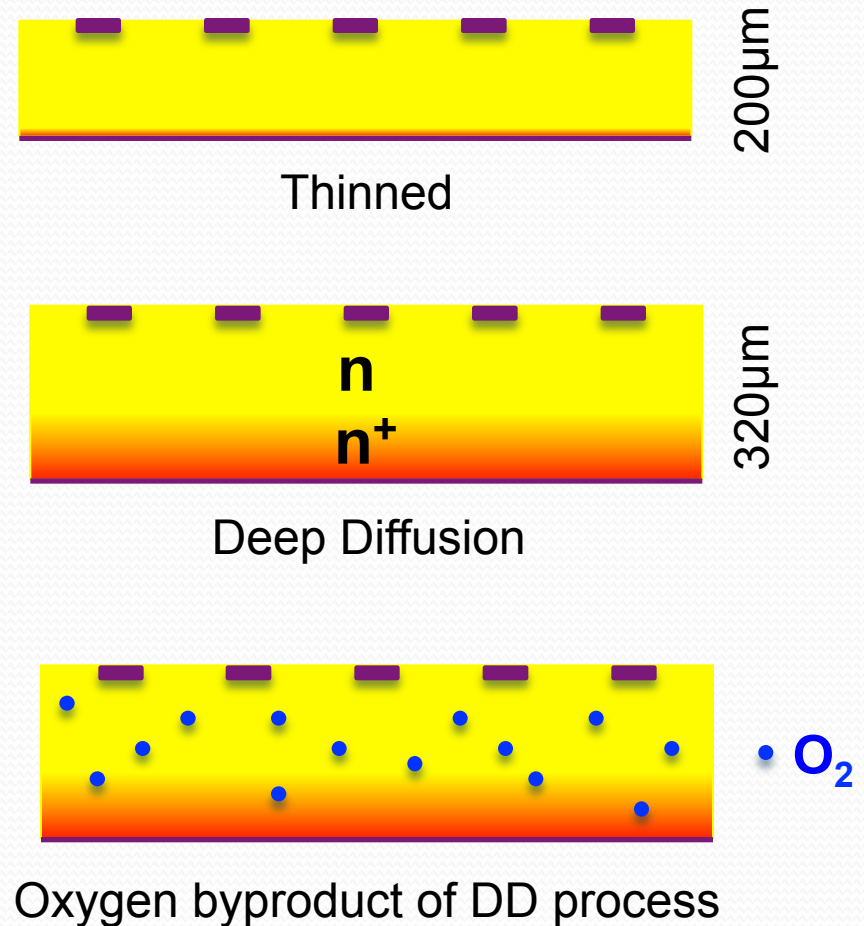 200µm
Thinned
n
n⁺
320µm
Deep Diffusion
O₂
Oxygen byproduct of DD process